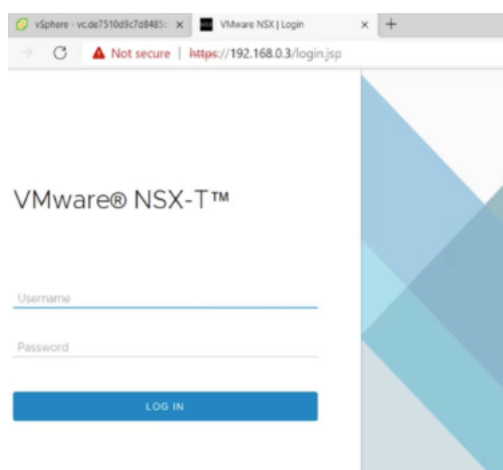 vSphere - vc.de7510d9c7d8485c
VMware NSX | Login
Not secure | https://192.168.0.3/login.jsp
VMware® NSX-T™
Username
Password
LOG IN